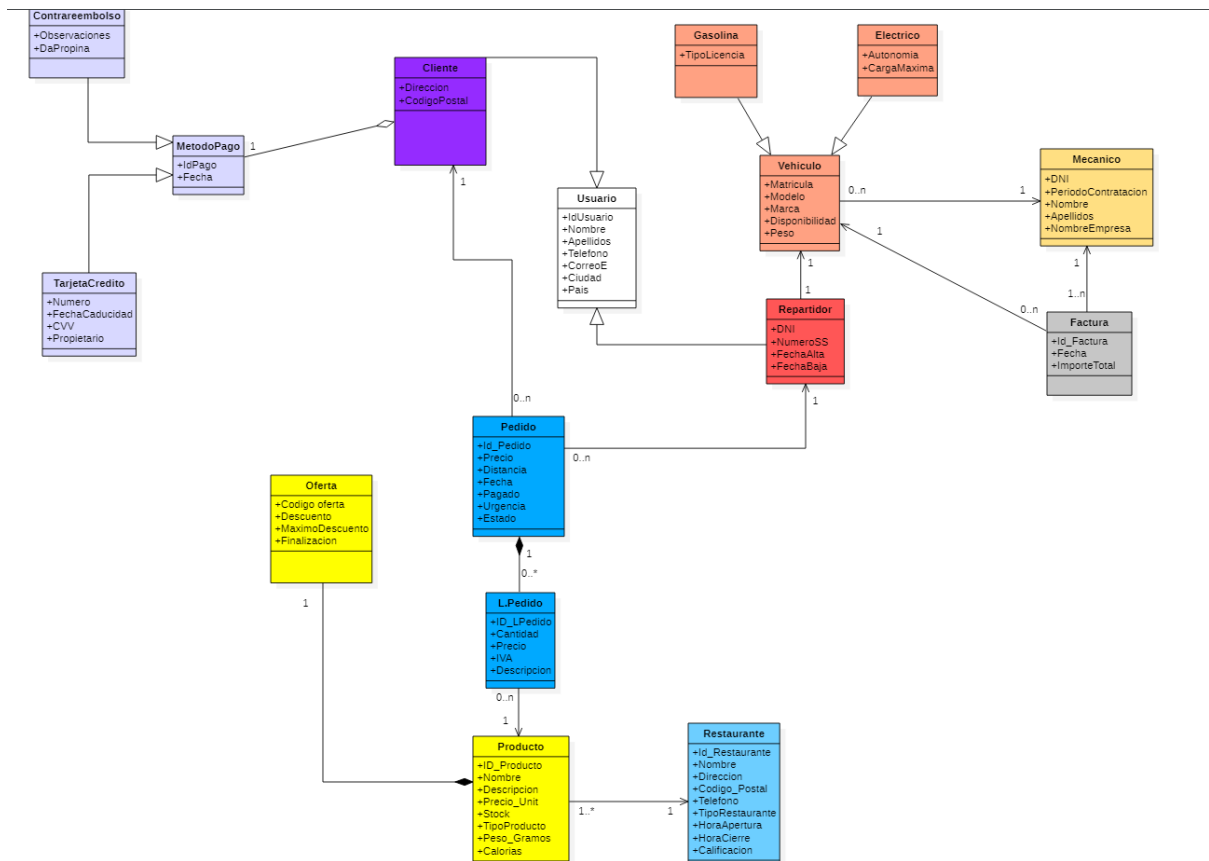 Contrareembolso
+Observaciones
+DaPropina
Cliente
+Direccion
+CodigoPostal
Gasolina
+TipoLicencia
Electrico
+Autonomia
+CargaMaxima
MetodoPago
+IdPago
+Fecha
1
1
Usuario
+IdUsuario
+Nombre
+Apellidos
+Telefono
+CorreoE
+Ciudad
+Pais
Vehiculo
+Matricula
+Modelo
+Marca
+Disponibilidad
+Peso
0..n
1
Mecanico
+DNI
+PeriodoContratacion
+Nombre
+Apellidos
+NombreEmpresa
1
1
1
1
1..n
0..n
TarjetaCredito
+Numero
+FechaCaducidad
+CVV
+Propietario
Repartidor
+DNI
+NumeroSS
+FechaAlta
+FechaBaja
Factura
+Id_Factura
+Fecha
+ImporteTotal
0..n
1
Pedido
+Id_Pedido
+Precio
+Distancia
+Fecha
+Pagado
+Urgencia
+Estado
0..n
Oferta
+Codigo oferta
+Descuento
+MaximoDescuento
+Finalizacion
1
0..*
1
L.Pedido
+ID_LPedido
+Cantidad
+Precio
+IVA
+Descripcion
0..n
1
Producto
+ID_Producto
+Nombre
+Descripcion
+Precio_Unit
+Stock
+TipoProducto
+Peso_Gramos
+Calorias
1..*
1
Restaurante
+Id_Restaurante
+Nombre
+Direccion
+Codigo_Postal
+Telefono
+TipoRestaurante
+HoraApertura
+HoraCierre
+Calificacion